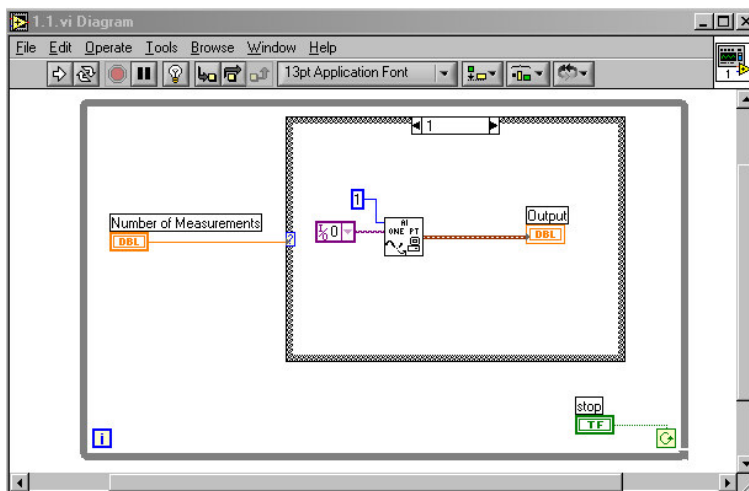 1.1.vi Diagram
File Edit Operate Tools Browse Window Help
13pt Application Font
1
1
Number of Measurements
DBL
?
1
I/O 0
AI
ONE PT
Output
DBL
stop
TF
i